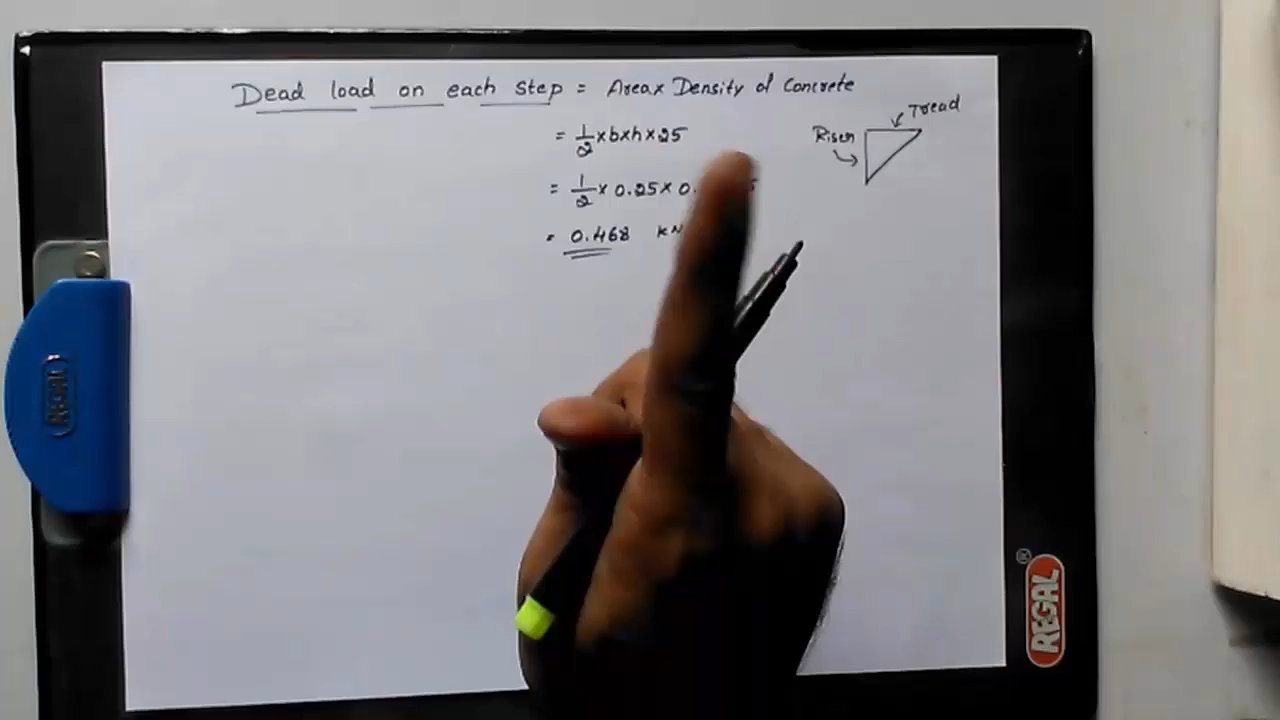 Dead load on each step = Area x Density of Concrete
= 1/2 x b x h x 25
= 1/2 x 0.25 x 0.
= 0.468 KN
Tread
Riser
REGAL
REGAL
®